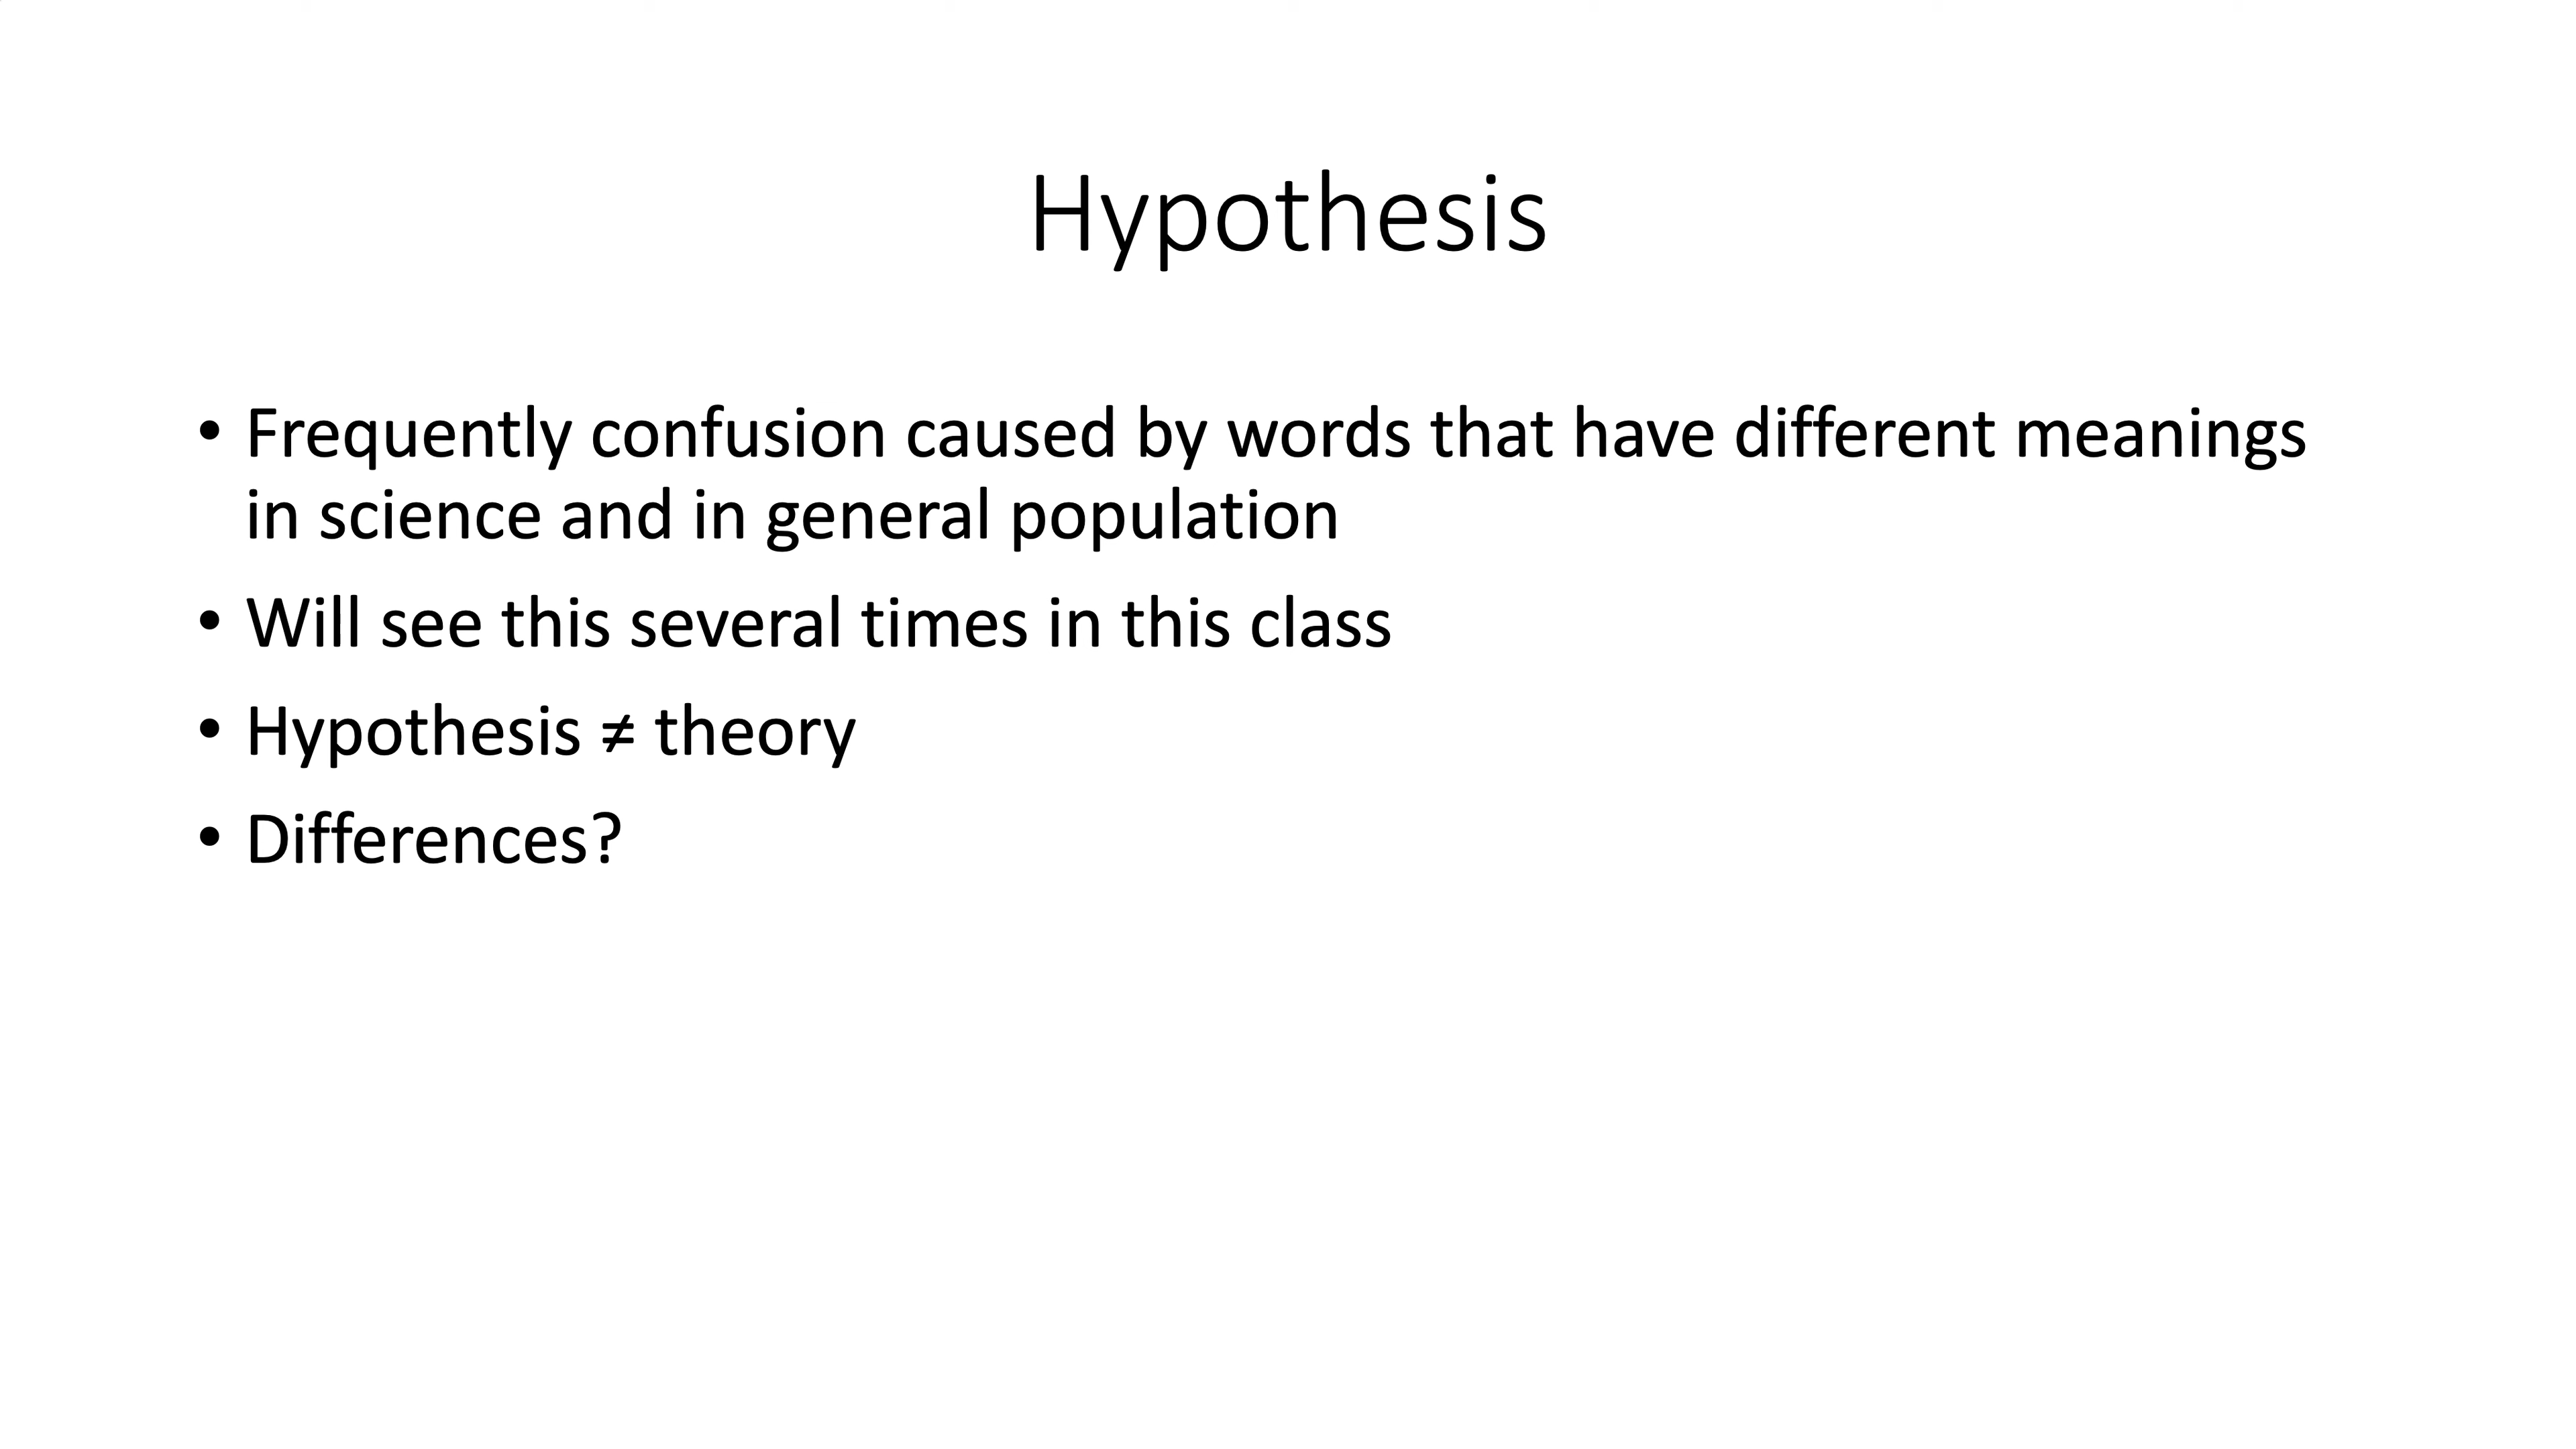 Hypothesis
• Frequently confusion caused by words that have different meanings
in science and in general population
• Will see this several times in this class
• Hypothesis ≠ theory
• Differences?